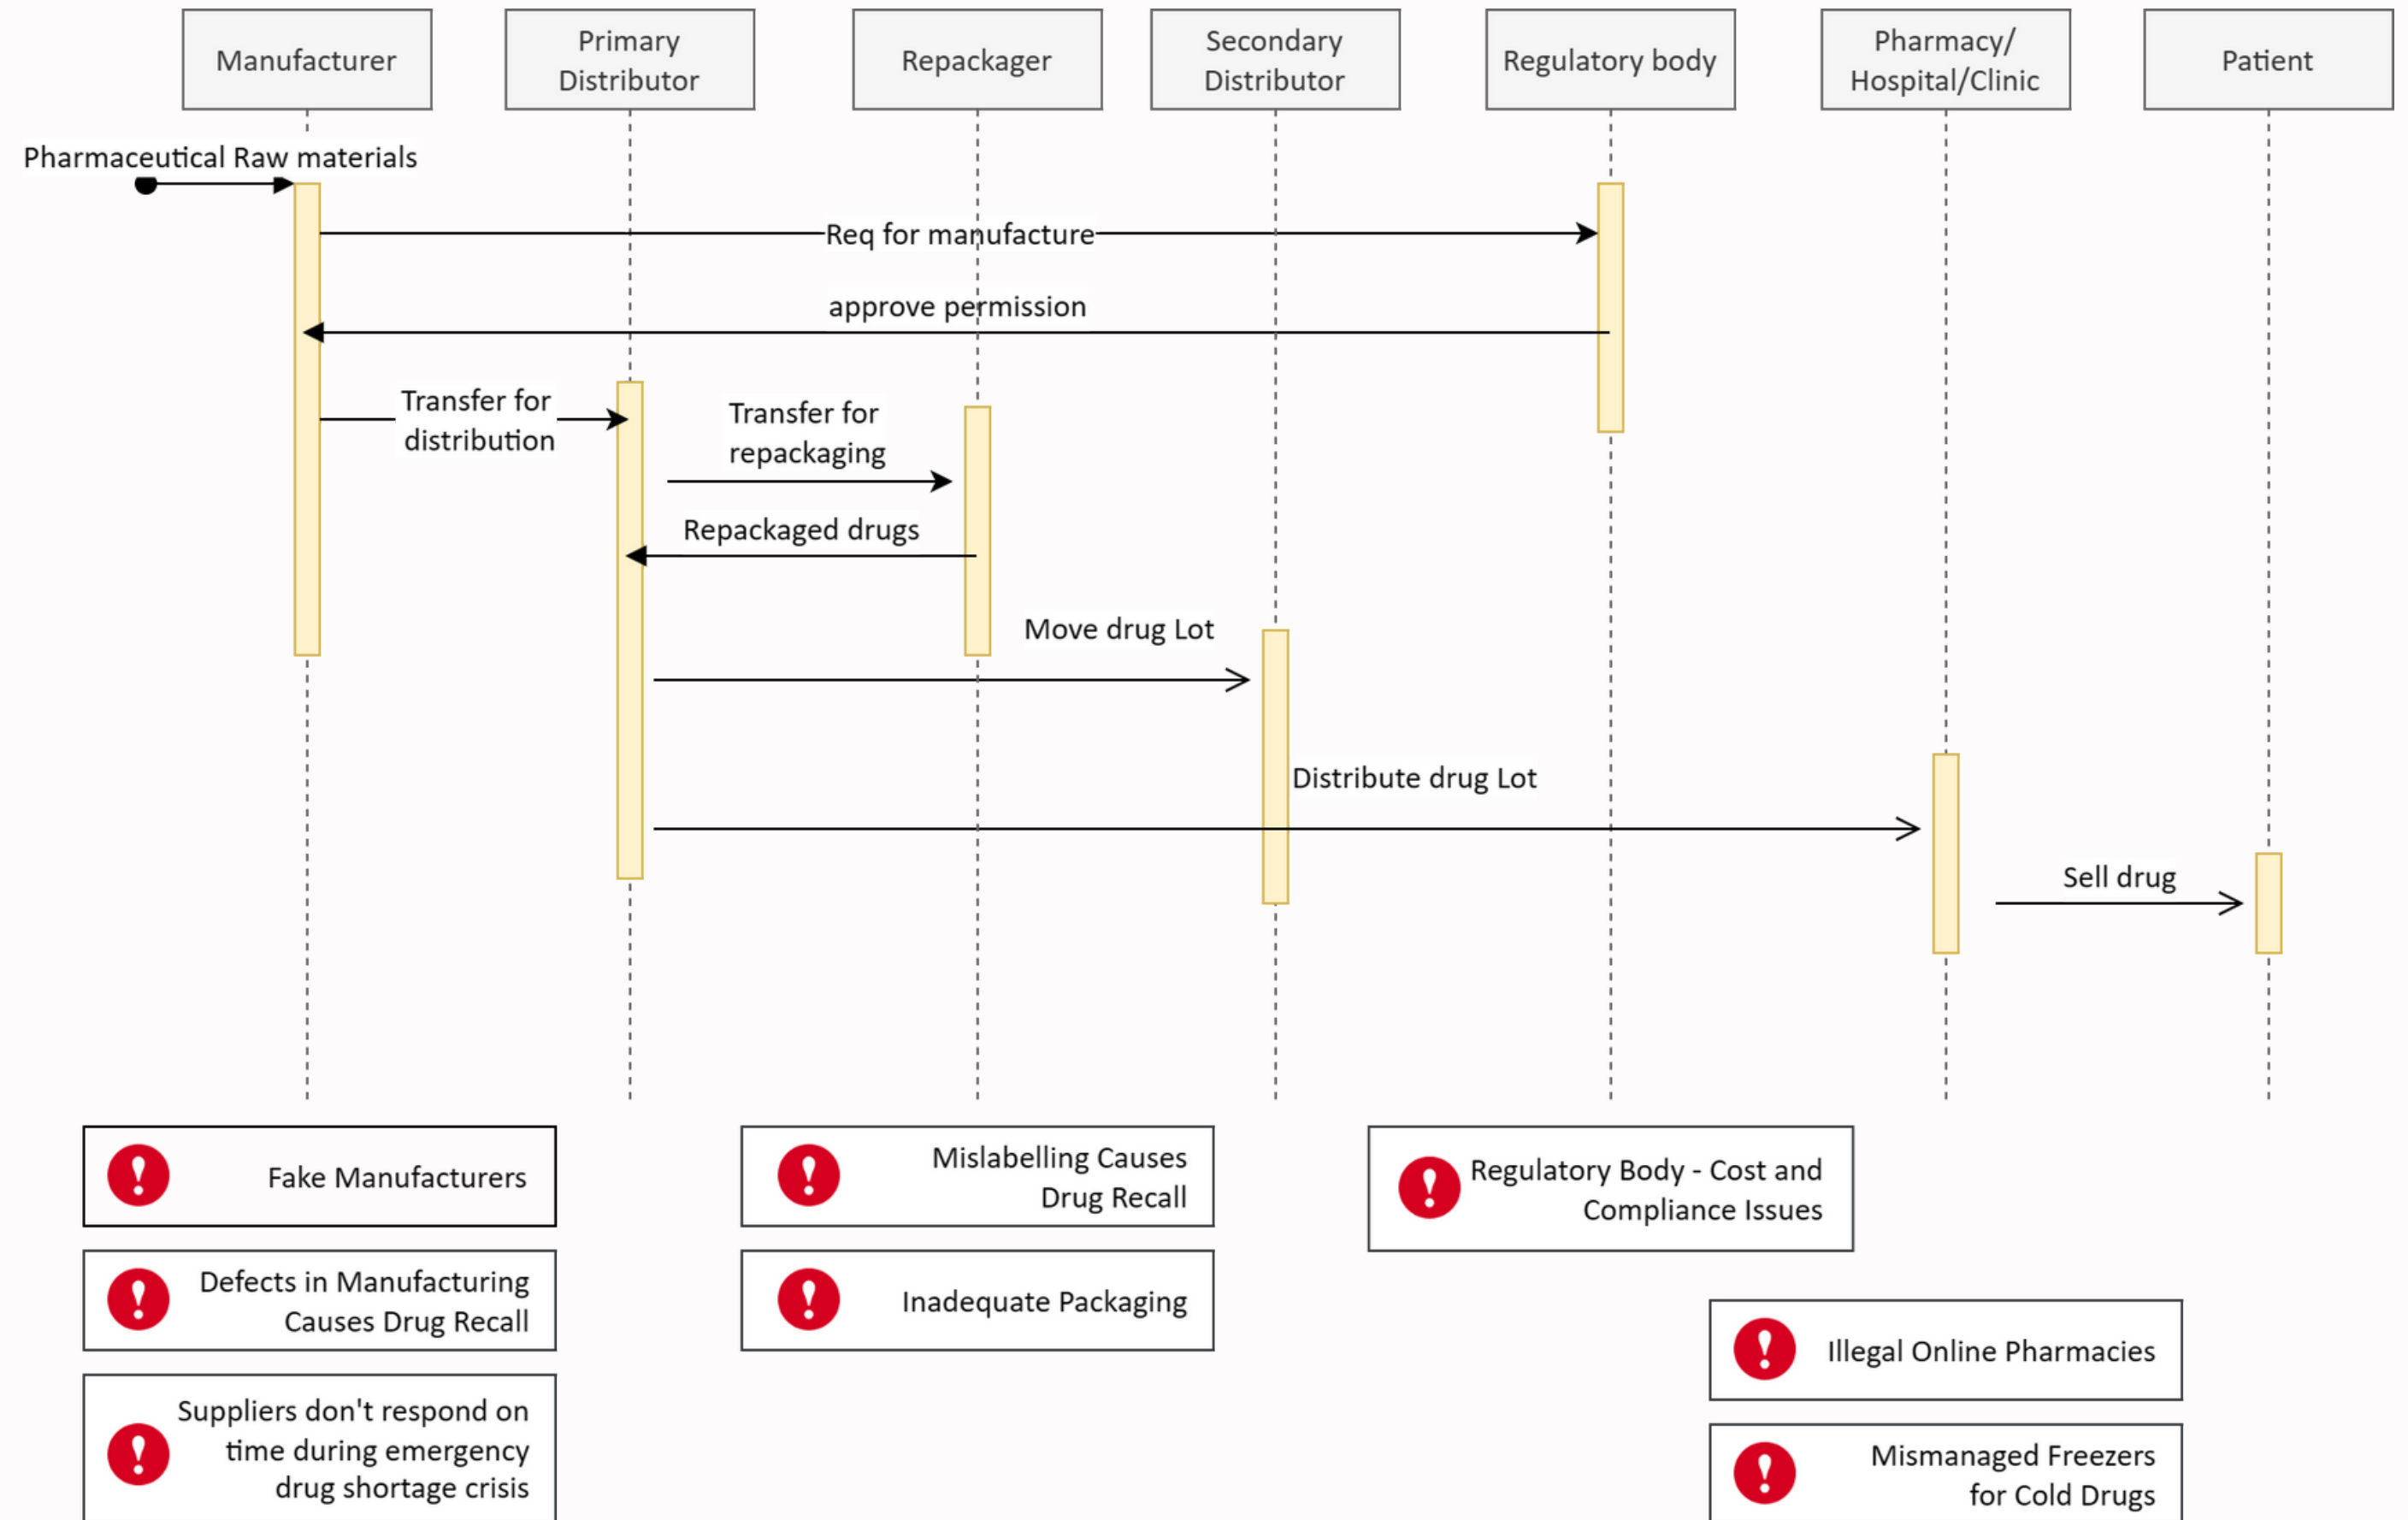 Manufacturer
Primary
Distributor
Repackager
Secondary
Distributor
Regulatory body
Pharmacy/
Hospital/Clinic
Patient
Pharmaceutical Raw materials
Req for manufacture
approve permission
Transfer for
distribution
Transfer for
repackaging
Repackaged drugs
Move drug Lot
Distribute drug Lot
Sell drug
Fake Manufacturers
Defects in Manufacturing
Causes Drug Recall
Suppliers don't respond on
time during emergency
drug shortage crisis
Mislabelling Causes
Drug Recall
Inadequate Packaging
Regulatory Body - Cost and
Compliance Issues
Illegal Online Pharmacies
Mismanaged Freezers
for Cold Drugs